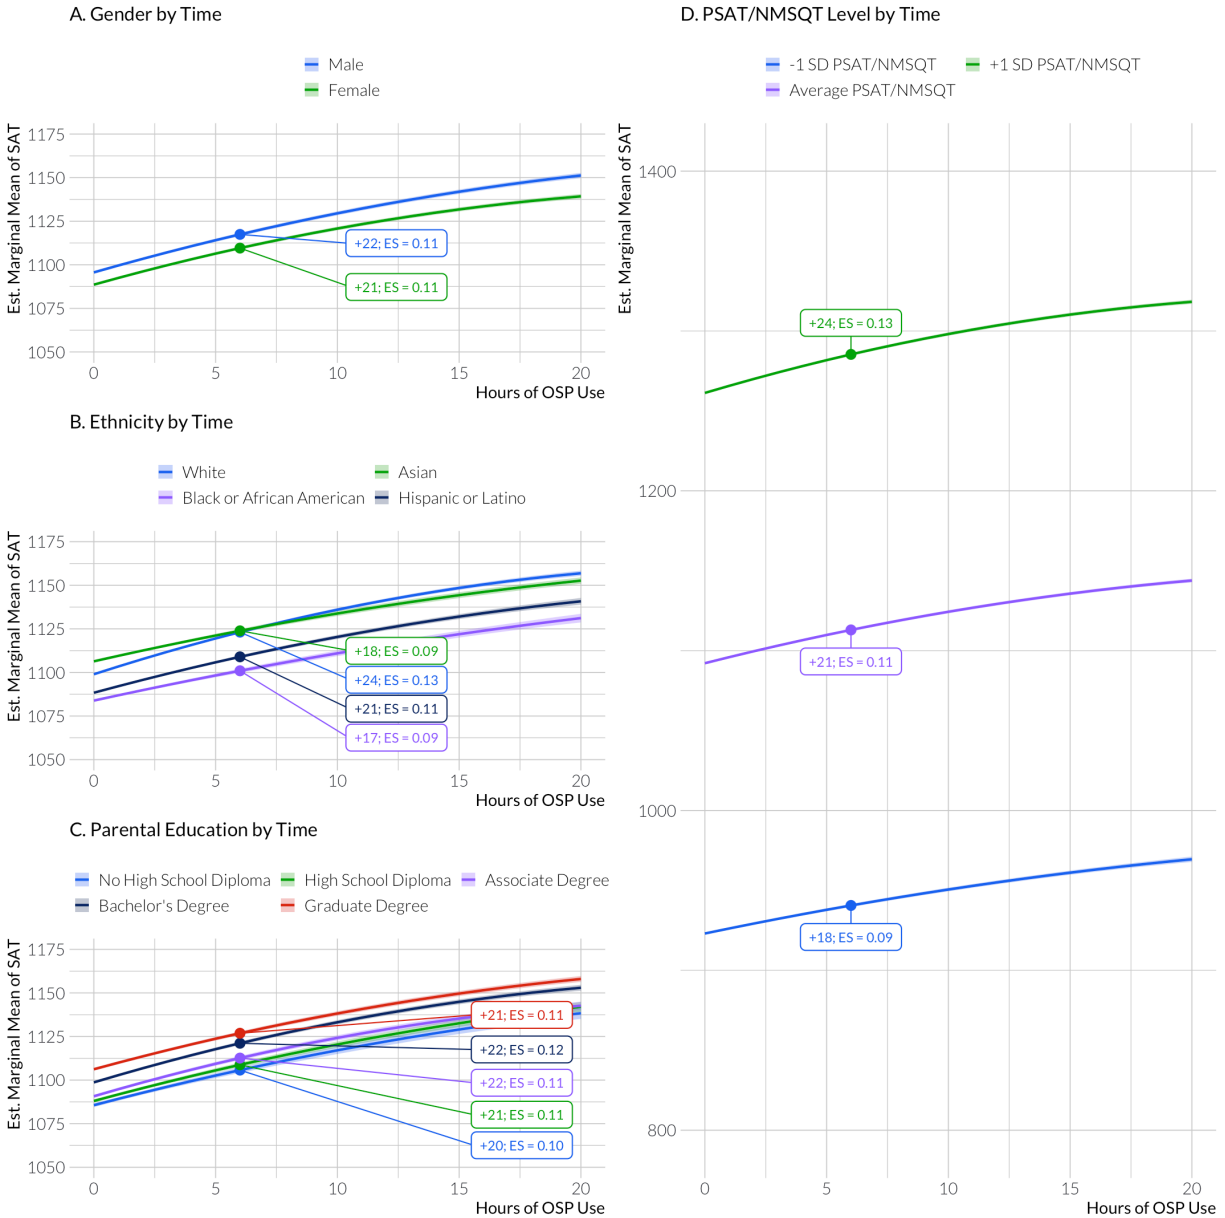 A. Gender by Time
Male
Female
Est. Marginal Mean of SAT
1175
1150
1125
1100
1075
1050
+22; ES = 0.11
+21; ES = 0.11
0 5 10 15 20
Hours of OSP Use
B. Ethnicity by Time
White Asian
Black or African American Hispanic or Latino
Est. Marginal Mean of SAT
1175
1150
1125
1100
1075
1050
+18; ES = 0.09
+24; ES = 0.13
+21; ES = 0.11
+17; ES = 0.09
0 5 10 15 20
Hours of OSP Use
C. Parental Education by Time
No High School Diploma High School Diploma Associate Degree
Bachelor's Degree Graduate Degree
Est. Marginal Mean of SAT
1175
1150
1125
1100
1075
1050
+21; ES = 0.11
+22; ES = 0.12
+22; ES = 0.11
+21; ES = 0.11
+20; ES = 0.10
0 5 10 15 20
Hours of OSP Use
D. PSAT/NMSQT Level by Time
-1 SD PSAT/NMSQT +1 SD PSAT/NMSQT
Average PSAT/NMSQT
Est. Marginal Mean of SAT
1400
1200
1000
800
+24; ES = 0.13
+21; ES = 0.11
+18; ES = 0.09
0 5 10 15 20
Hours of OSP Use